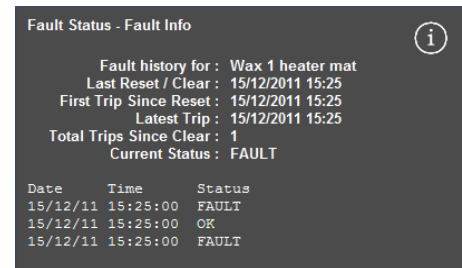 Fault Status - Fault Info
i
Fault history for : Wax 1 heater mat
Last Reset / Clear : 15/12/2011 15:25
First Trip Since Reset : 15/12/2011 15:25
Latest Trip : 15/12/2011 15:25
Total Trips Since Clear : 1
Current Status : FAULT
Date Time Status
15/12/11 15:25:00 FAULT
15/12/11 15:25:00 OK
15/12/11 15:25:00 FAULT